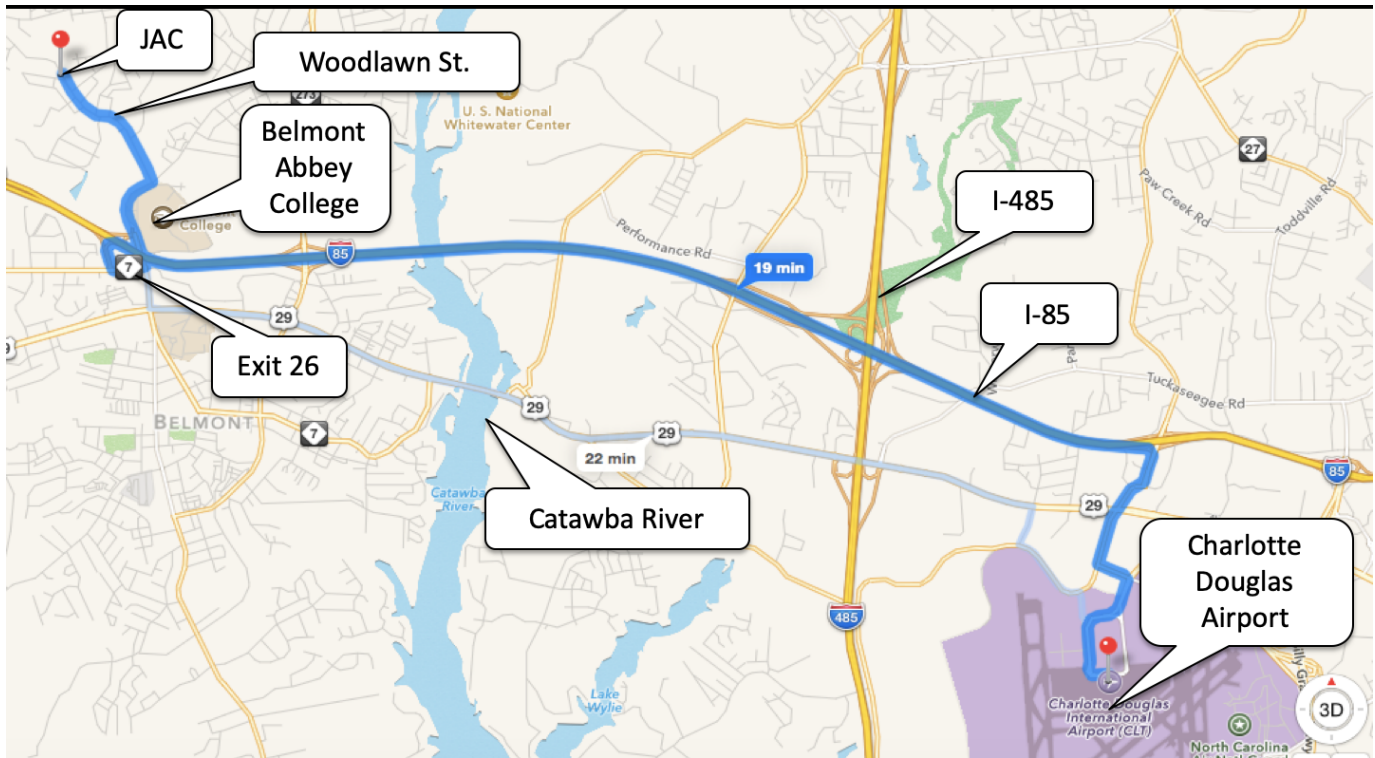 JAC
Woodlawn St.
273
U. S. National
Whitewater Center
Belmont
Abbey
College
27
Paw Creek Rd
Toddville Rd
I-485
College
Performance Rd
85
19 min
7
I-85
29
Exit 26
Tuckaseegee Rd
29
29
22 min
BELMONT
7
85
Catawba
River
29
Catawba River
Charlotte
Douglas
Airport
485
Lake
Wylie
Charlotte Douglas
International
Airport (CLT)
3D
North Carolina